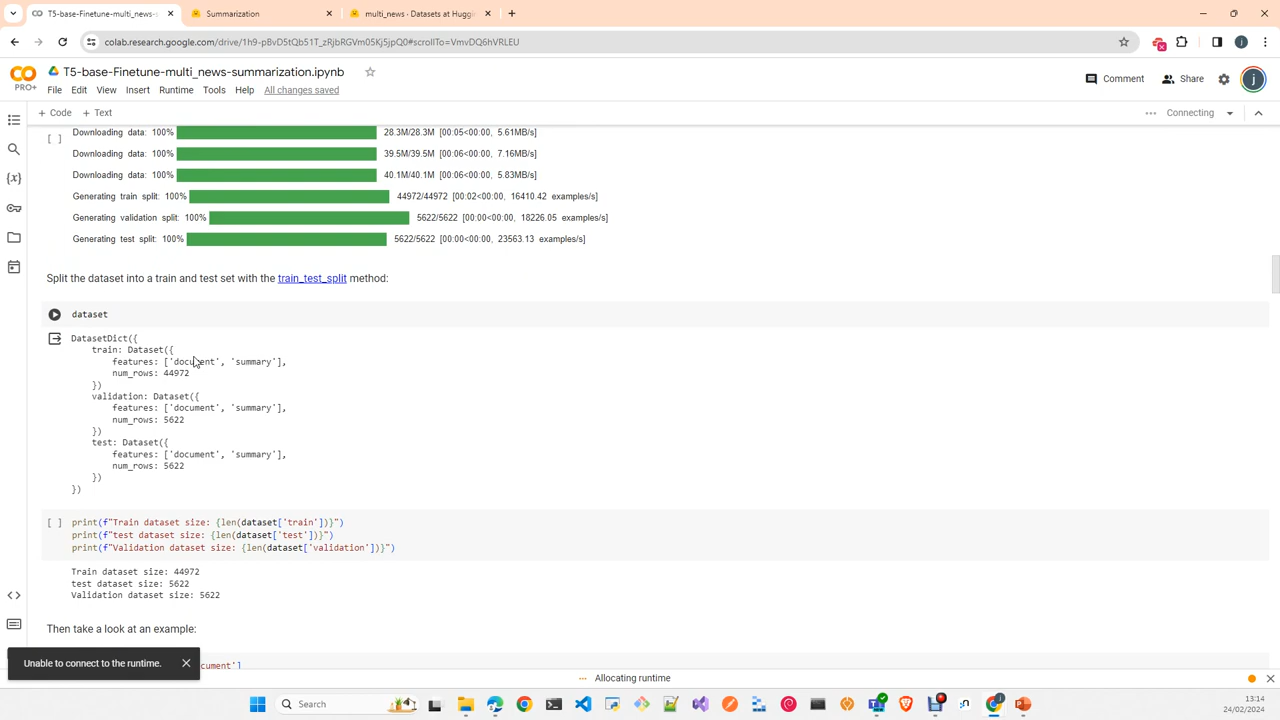 T5-base-Finetune-multi_news-s
Summarization
multi_news · Datasets at Huggi
colab.research.google.com/drive/1h9-pBvD5tQb51T_zRjbRGVm05Kj5jpQ0#scrollTo=VmvDQ6hVRLEU
T5-base-Finetune-multi_news-summarization.ipynb
PRO+
File Edit View Insert Runtime Tools Help All changes saved
Comment Share
+ Code + Text
Connecting
Downloading data: 100% 28.3M/28.3M [00:05<00:00, 5.61MB/s]
[ ]
Downloading data: 100% 39.5M/39.5M [00:06<00:00, 7.16MB/s]
Downloading data: 100% 40.1M/40.1M [00:06<00:00, 5.83MB/s]
Generating train split: 100% 44972/44972 [00:02<00:00, 16410.42 examples/s]
Generating validation split: 100% 5622/5622 [00:00<00:00, 18226.05 examples/s]
Generating test split: 100% 5622/5622 [00:00<00:00, 23563.13 examples/s]
Split the dataset into a train and test set with the train_test_split method:
dataset
DatasetDict({
train: Dataset({
features: ['document', 'summary'],
num_rows: 44972
})
validation: Dataset({
features: ['document', 'summary'],
num_rows: 5622
})
test: Dataset({
features: ['document', 'summary'],
num_rows: 5622
})
})
[ ] print(f"Train dataset size: {len(dataset['train'])}")
print(f"test dataset size: {len(dataset['test'])}")
print(f"Validation dataset size: {len(dataset['validation'])}")
Train dataset size: 44972
test dataset size: 5622
Validation dataset size: 5622
Then take a look at an example:
Unable to connect to the runtime.
Allocating runtime
Search
13:14
24/02/2024